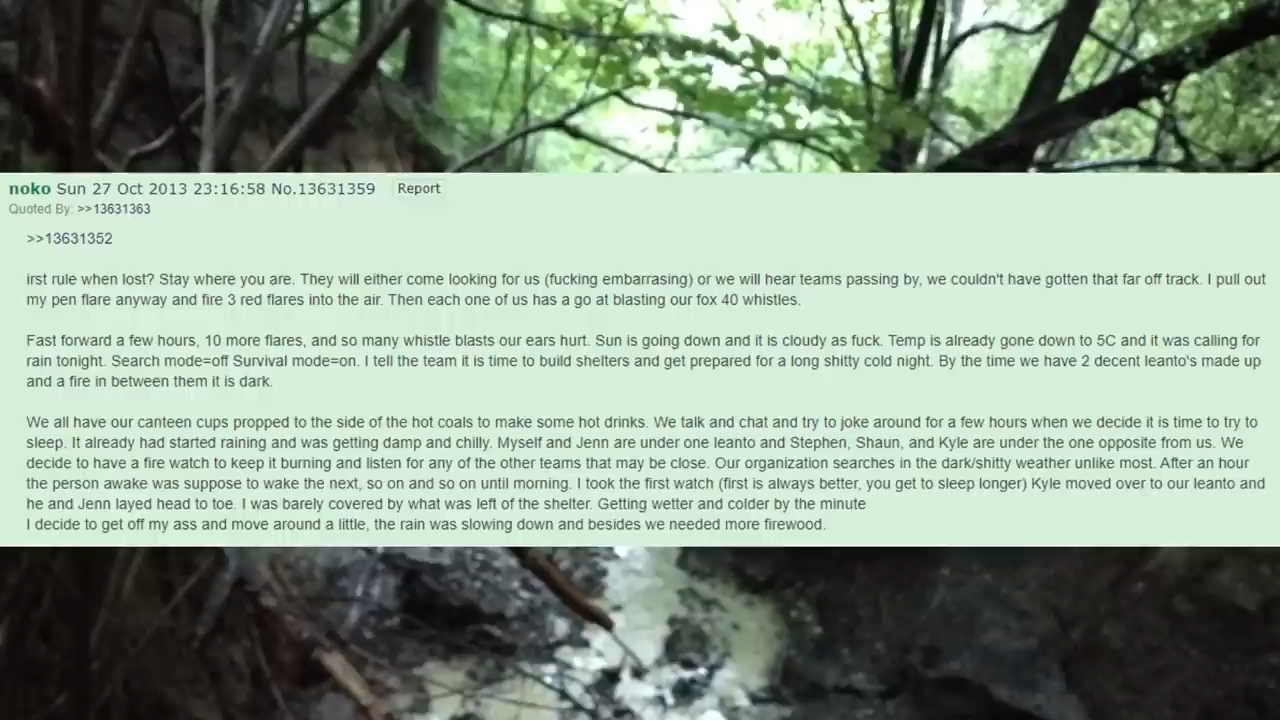 noko Sun 27 Oct 2013 23:16:58 No.13631359 Report
Quoted By: >>13631363
>>13631352
irst rule when lost? Stay where you are. They will either come looking for us (fucking embarrasing) or we will hear teams passing by, we couldn't have gotten that far off track. I pull out
my pen flare anyway and fire 3 red flares into the air. Then each one of us has a go at blasting our fox 40 whistles.
Fast forward a few hours, 10 more flares, and so many whistle blasts our ears hurt. Sun is going down and it is cloudy as fuck. Temp is already gone down to 5C and it was calling for
rain tonight. Search mode=off Survival mode=on. I tell the team it is time to build shelters and get prepared for a long shitty cold night. By the time we have 2 decent leanto's made up
and a fire in between them it is dark.
We all have our canteen cups propped to the side of the hot coals to make some hot drinks. We talk and chat and try to joke around for a few hours when we decide it is time to try to
sleep. It already had started raining and was getting damp and chilly. Myself and Jenn are under one leanto and Stephen, Shaun, and Kyle are under the one opposite from us. We
decide to have a fire watch to keep it burning and listen for any of the other teams that may be close. Our organization searches in the dark/shitty weather unlike most. After an hour
the person awake was suppose to wake the next, so on and so on until morning. I took the first watch (first is always better, you get to sleep longer) Kyle moved over to our leanto and
he and Jenn layed head to toe. I was barely covered by what was left of the shelter. Getting wetter and colder by the minute
I decide to get off my ass and move around a little, the rain was slowing down and besides we needed more firewood.